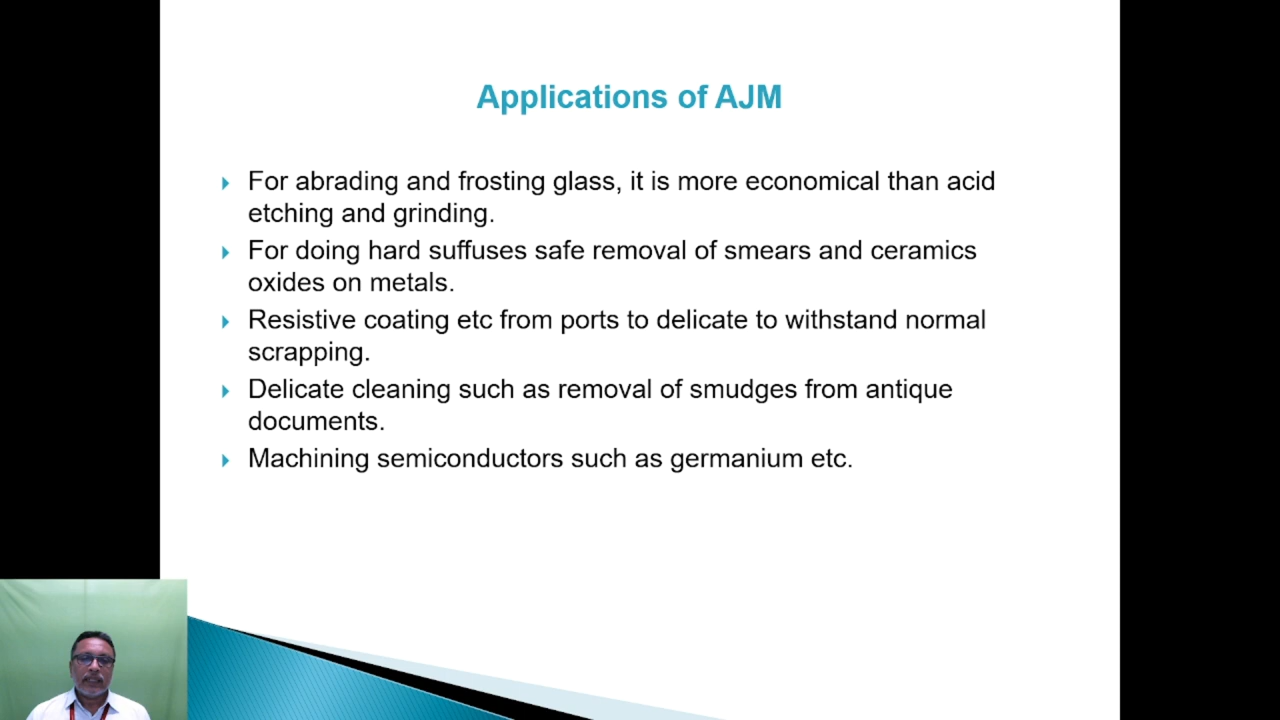 Applications of AJM
For abrading and frosting glass, it is more economical than acid
etching and grinding.
For doing hard suffuses safe removal of smears and ceramics
oxides on metals.
Resistive coating etc from ports to delicate to withstand normal
scrapping.
Delicate cleaning such as removal of smudges from antique
documents.
Machining semiconductors such as germanium etc.